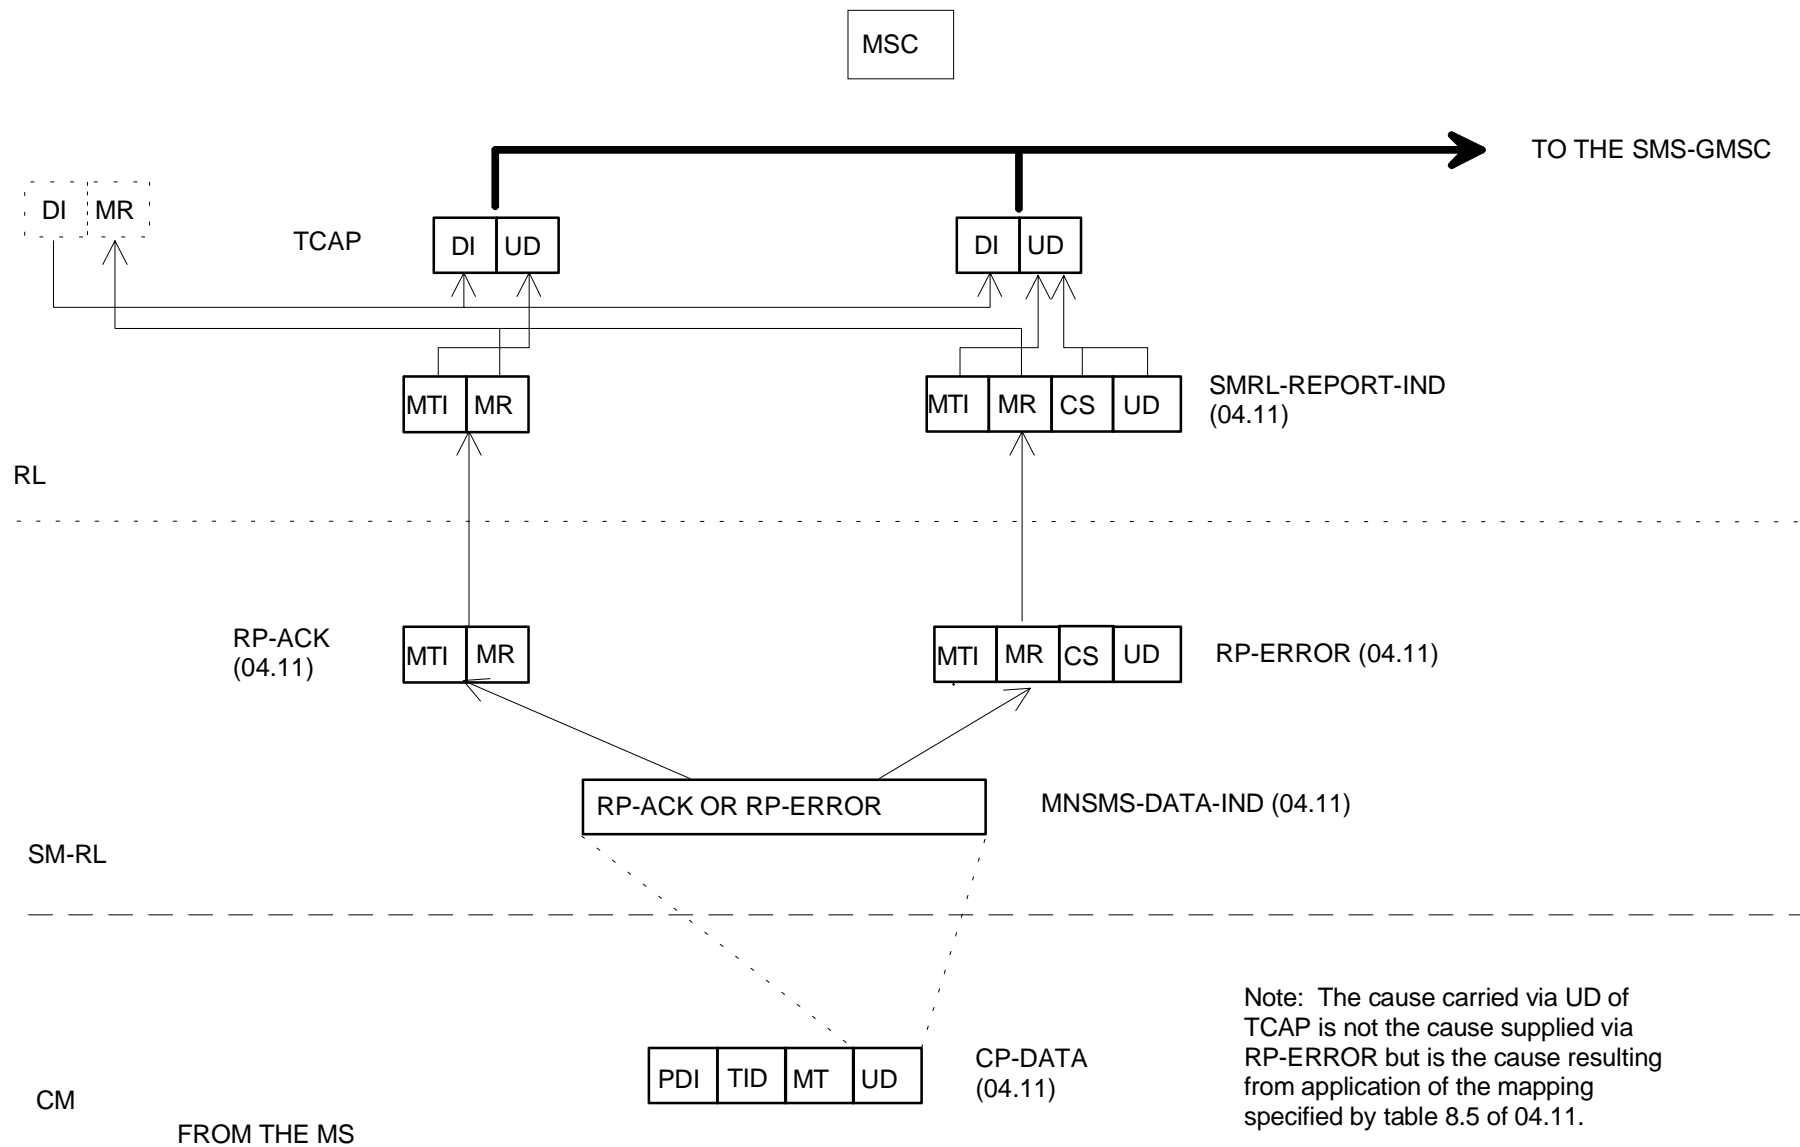 MSC
TO THE SMS-GMSC
DI MR
TCAP
DI UD
DI UD
MTI MR
MTI MR CS UD
SMRL-REPORT-IND
(04.11)
RL
RP-ACK
(04.11)
MTI MR
MTI MR CS UD
RP-ERROR (04.11)
RP-ACK OR RP-ERROR
MNSMS-DATA-IND (04.11)
SM-RL
PDI TID MT UD
CP-DATA
(04.11)
Note: The cause carried via UD of
TCAP is not the cause supplied via
RP-ERROR but is the cause resulting
from application of the mapping
specified by table 8.5 of 04.11.
CM
FROM THE MS